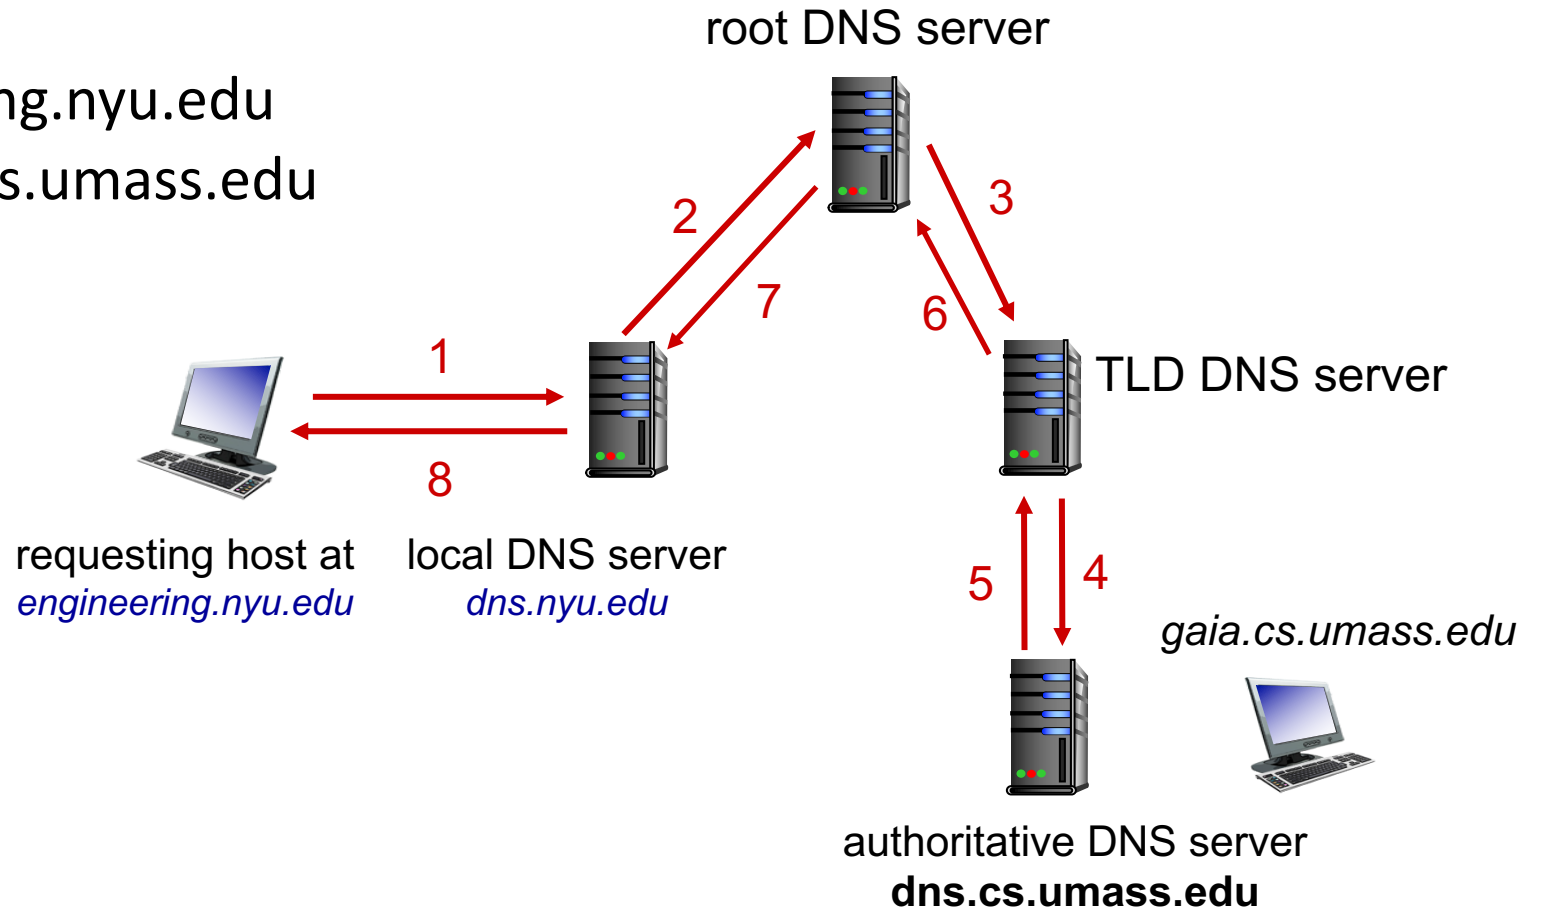 root DNS server
ng.nyu.edu
s.umass.edu
2
3
7
6
1
TLD DNS server
8
requesting host at
engineering.nyu.edu
local DNS server
dns.nyu.edu
5
4
gaia.cs.umass.edu
authoritative DNS server
dns.cs.umass.edu